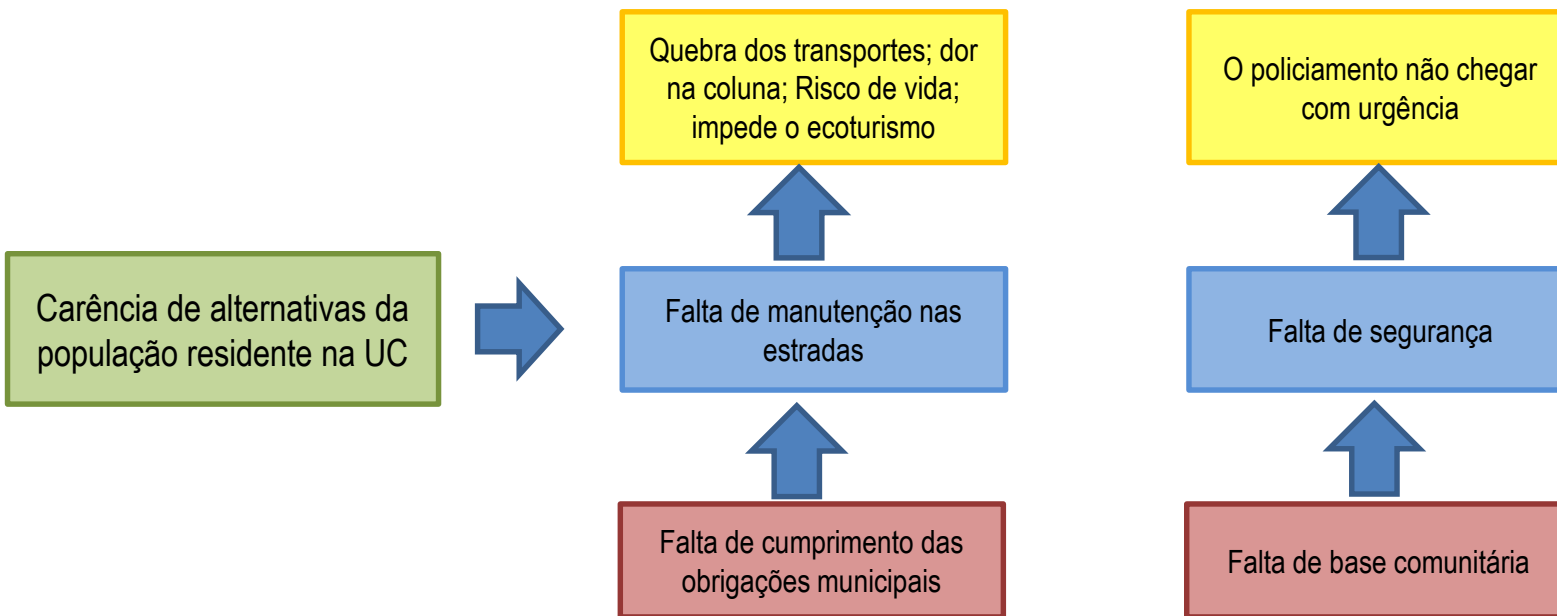 Quebra dos transportes; dor
na coluna; Risco de vida;
impede o ecoturismo
O policiamento não chegar
com urgência
Carência de alternativas da
população residente na UC
Falta de manutenção nas
estradas
Falta de segurança
Falta de cumprimento das
obrigações municipais
Falta de base comunitária